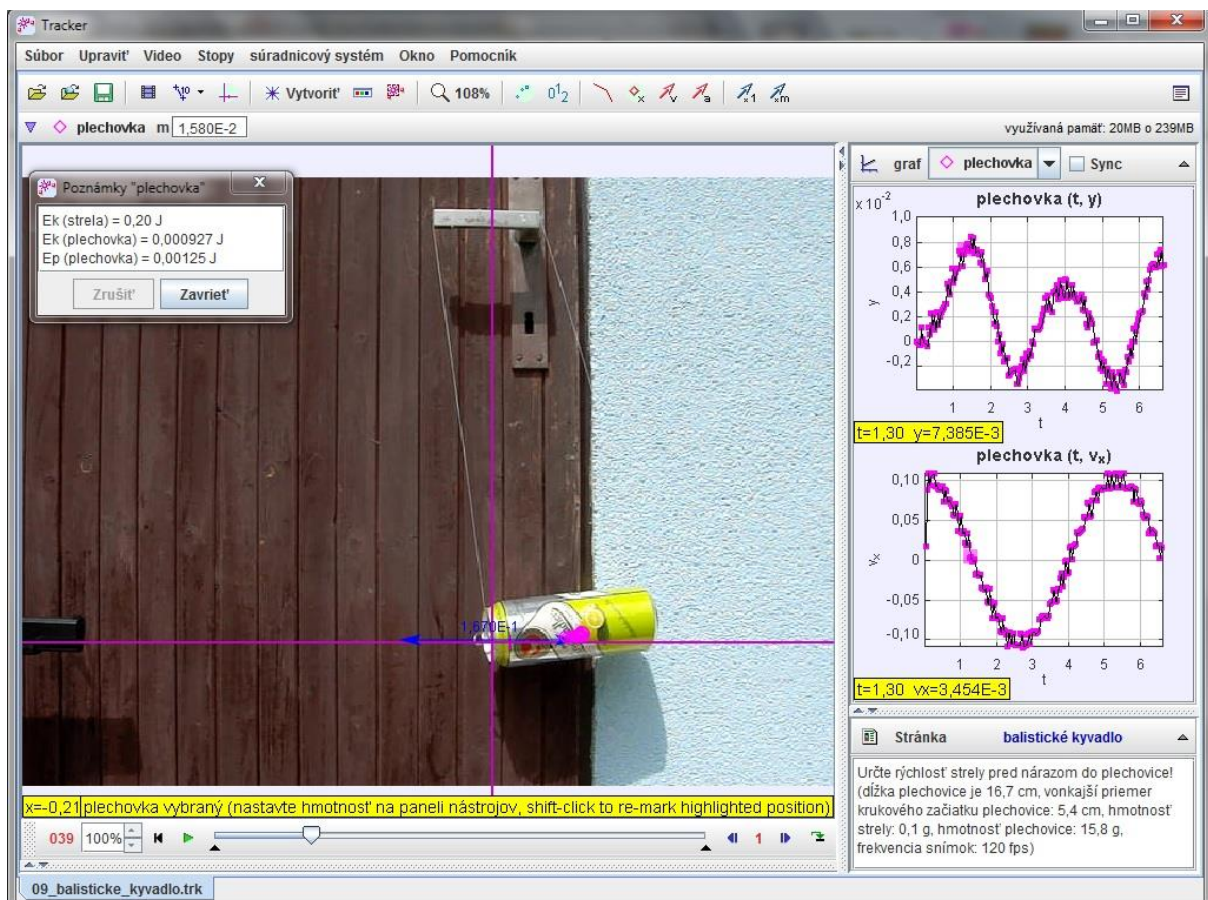 Tracker
Súbor Upraviť Video Stopy súradnicový systém Okno Pomocník
Vytvoriť 108%
plechovka m 1,580E-2
využívaná pamäť: 20MB o 239MB
Poznámky "plechovka"
Ek (strela) = 0,20 J
Ek (plechovka) = 0,000927 J
Ep (plechovka) = 0,00125 J
Zrušiť Zavrieť
1,670E-1
x=-0,21 plechovka vybraný (nastavte hmotnosť na paneli nástrojov, shift-click to re-mark highlighted position)
039 100% 1
09_balisticke_kyvadlo.trk
graf plechovka Sync
plechovka (t, y)
x10⁻²
1,0
0,8
0,6
0,4
0,2
0
-0,2
y
1 2 3 4 5 6
t
t=1,30 y=7,385E-3
plechovka (t, vₓ)
0,10
0,05
0
-0,05
-0,10
vₓ
1 2 3 4 5 6
t
t=1,30 vx=3,454E-3
Stránka balistické kyvadlo
Určte rýchlosť strely pred nárazom do plechovice!
(dĺžka plechovice je 16,7 cm, vonkajší priemer
krukového začiatku plechovice: 5,4 cm, hmotnosť
strely: 0,1 g, hmotnosť plechovice: 15,8 g,
frekvencia snímok: 120 fps)